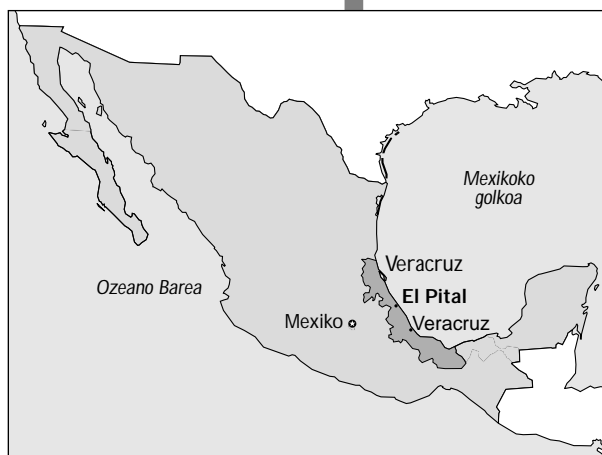 Mexikoko
golkoa
Veracruz
Ozeano Barea
El Pital
Mexiko
Veracruz